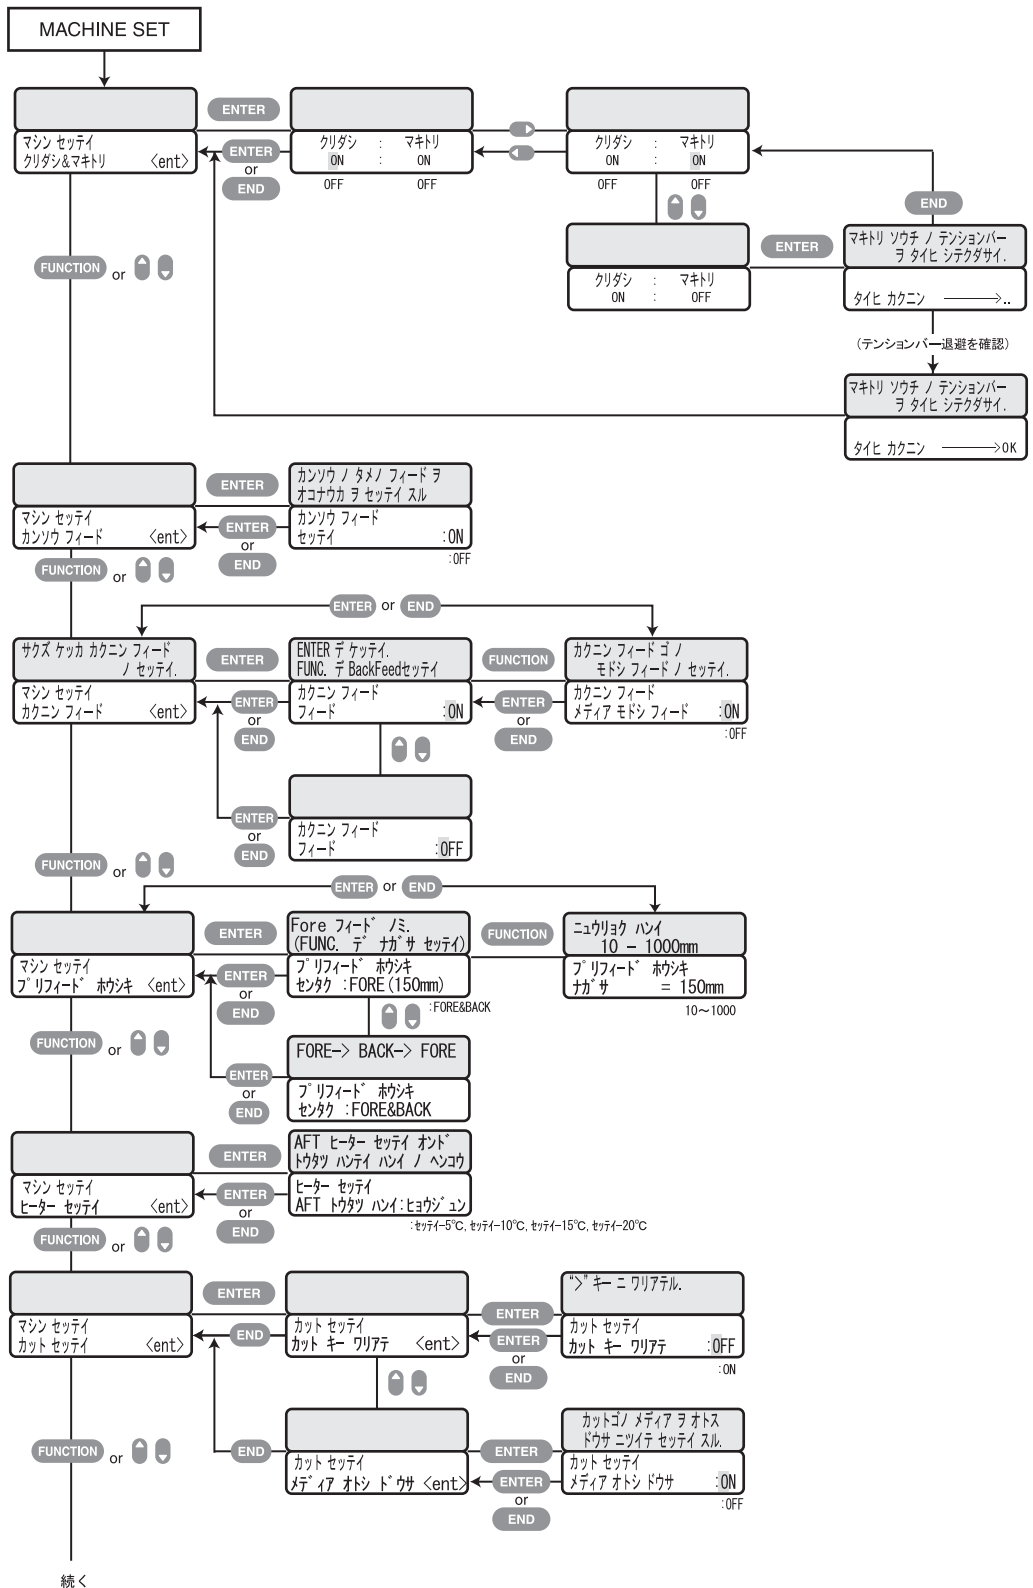 MACHINE SET
マシン セッテイ
クリダシ&マキトリ <ent>
ENTER
ENTER
or
END
クリダシ : マキトリ
ON : ON
OFF OFF
クリダシ : マキトリ
ON : ON
OFF OFF
クリダシ : マキトリ
ON : OFF
ENTER
END
マキトリ ソウチ ノ テンションバー
ヲ タイヒ シテクダサイ.
タイヒ カクニン ―――>..
(テンションバー退避を確認)
マキトリ ソウチ ノ テンションバー
ヲ タイヒ シテクダサイ.
タイヒ カクニン ―――>OK
FUNCTION or
マシン セッテイ
カンソウ フィード <ent>
ENTER
ENTER
or
END
カンソウ ノ タメノ フィード ヲ
オコナウカ ヲ セッテイ スル
カンソウ フィード
セッテイ :ON
:OFF
FUNCTION or
ENTER or END
サクズ ケッカ カクニン フィード
ノ セッテイ.
マシン セッテイ
カクニン フィード <ent>
ENTER
ENTER
or
END
ENTER デ ケッテイ.
FUNC. デ BackFeedセッテイ
カクニン フィード
フィード :ON
FUNCTION
ENTER
or
END
カクニン フィード ゴ ノ
モドシ フィード ノ セッテイ.
カクニン フィード
メディア モドシ フィード :ON
:OFF
ENTER
or
END
カクニン フィード
フィード :OFF
FUNCTION or
ENTER or END
マシン セッテイ
プリフィード ホウシキ <ent>
ENTER
ENTER
or
END
Fore フィード ノミ.
(FUNC. デ ナガサ セッテイ)
プリフィード ホウシキ
センタク :FORE(150mm)
:FORE&BACK
FUNCTION
ニュウリョク ハンイ
10 - 1000mm
プリフィード ホウシキ
ナガサ = 150mm
10~1000
FUNCTION or
ENTER
or
END
FORE-> BACK-> FORE
プリフィード ホウシキ
センタク :FORE&BACK
マシン セッテイ
ヒーター セッテイ <ent>
ENTER
ENTER
or
END
AFT ヒーター セッテイ オンド
トウタツ ハンテイ ハンイ ノ ヘンコウ
ヒーター セッテイ
AFT トウタツ ハンイ:ヒョウジュン
:セッテイ-5℃, セッテイ-10℃, セッテイ-15℃, セッテイ-20℃
FUNCTION or
マシン セッテイ
カット セッテイ <ent>
ENTER
END
カット セッテイ
カット キー ワリアテ <ent>
ENTER
ENTER
or
END
“>”キー ニ ワリアテル.
カット セッテイ
カット キー ワリアテ :OFF
:ON
FUNCTION or
END
カット セッテイ
メディア オトシ ドウサ <ent>
ENTER
ENTER
or
END
カットゴノ メディア ヲ オトス
ドウサ ニツイテ セッテイ スル.
カット セッテイ
メディア オトシ ドウサ :ON
:OFF
続く